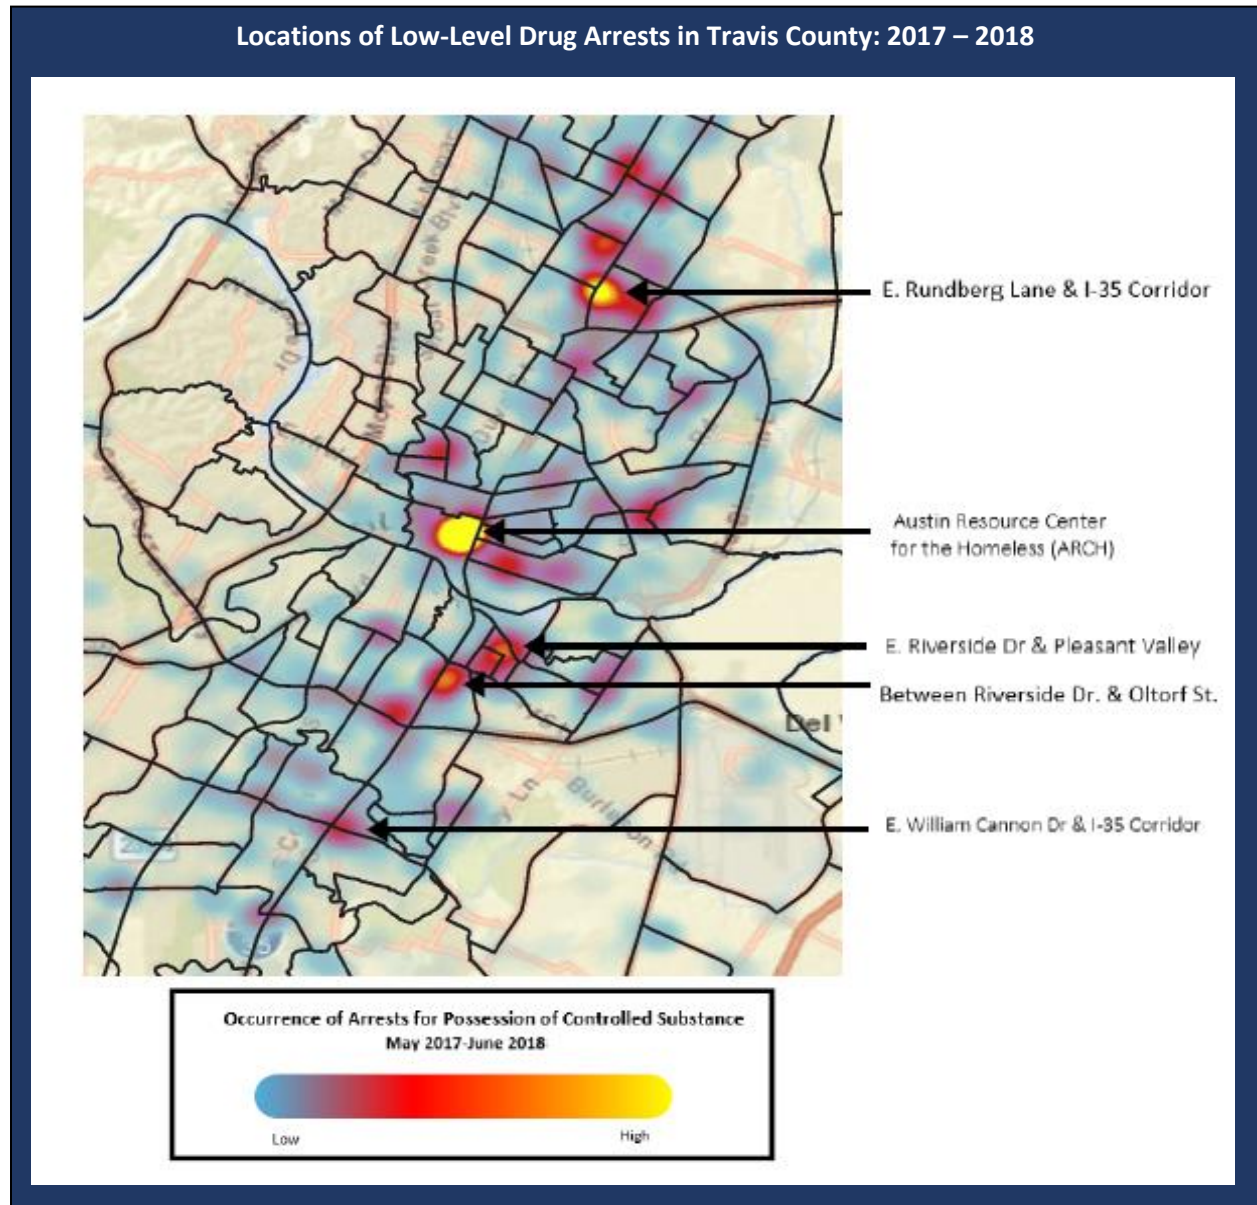 Locations of Low-Level Drug Arrests in Travis County: 2017 – 2018
E. Rundberg Lane & I-35 Corridor
Austin Resource Center
for the Homeless (ARCH)
E. Riverside Dr & Pleasant Valley
Between Riverside Dr. & Oltorf St.
Del
E. William Cannon Dr & I-35 Corridor
Occurrence of Arrests for Possession of Controlled Substance
May 2017-June 2018
Low
High